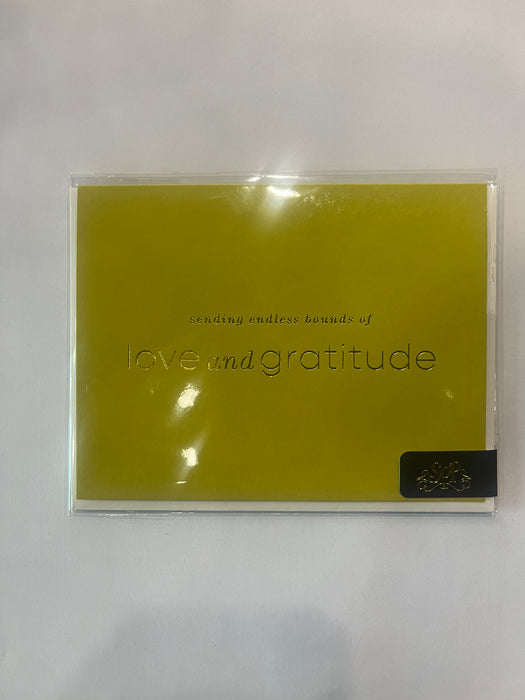 sending endless bounds of
love and gratitude